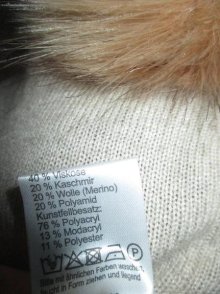 40 % Viskose
20 % Kaschmir
20 % Wolle (Merino)
20 % Polyamid
Kunstfellbesatz:
76 % Polyacryl
13 % Modacryl
11 % Polyester
Bitte mit ähnlichen Farben waschen,
in Form ziehen und liegend